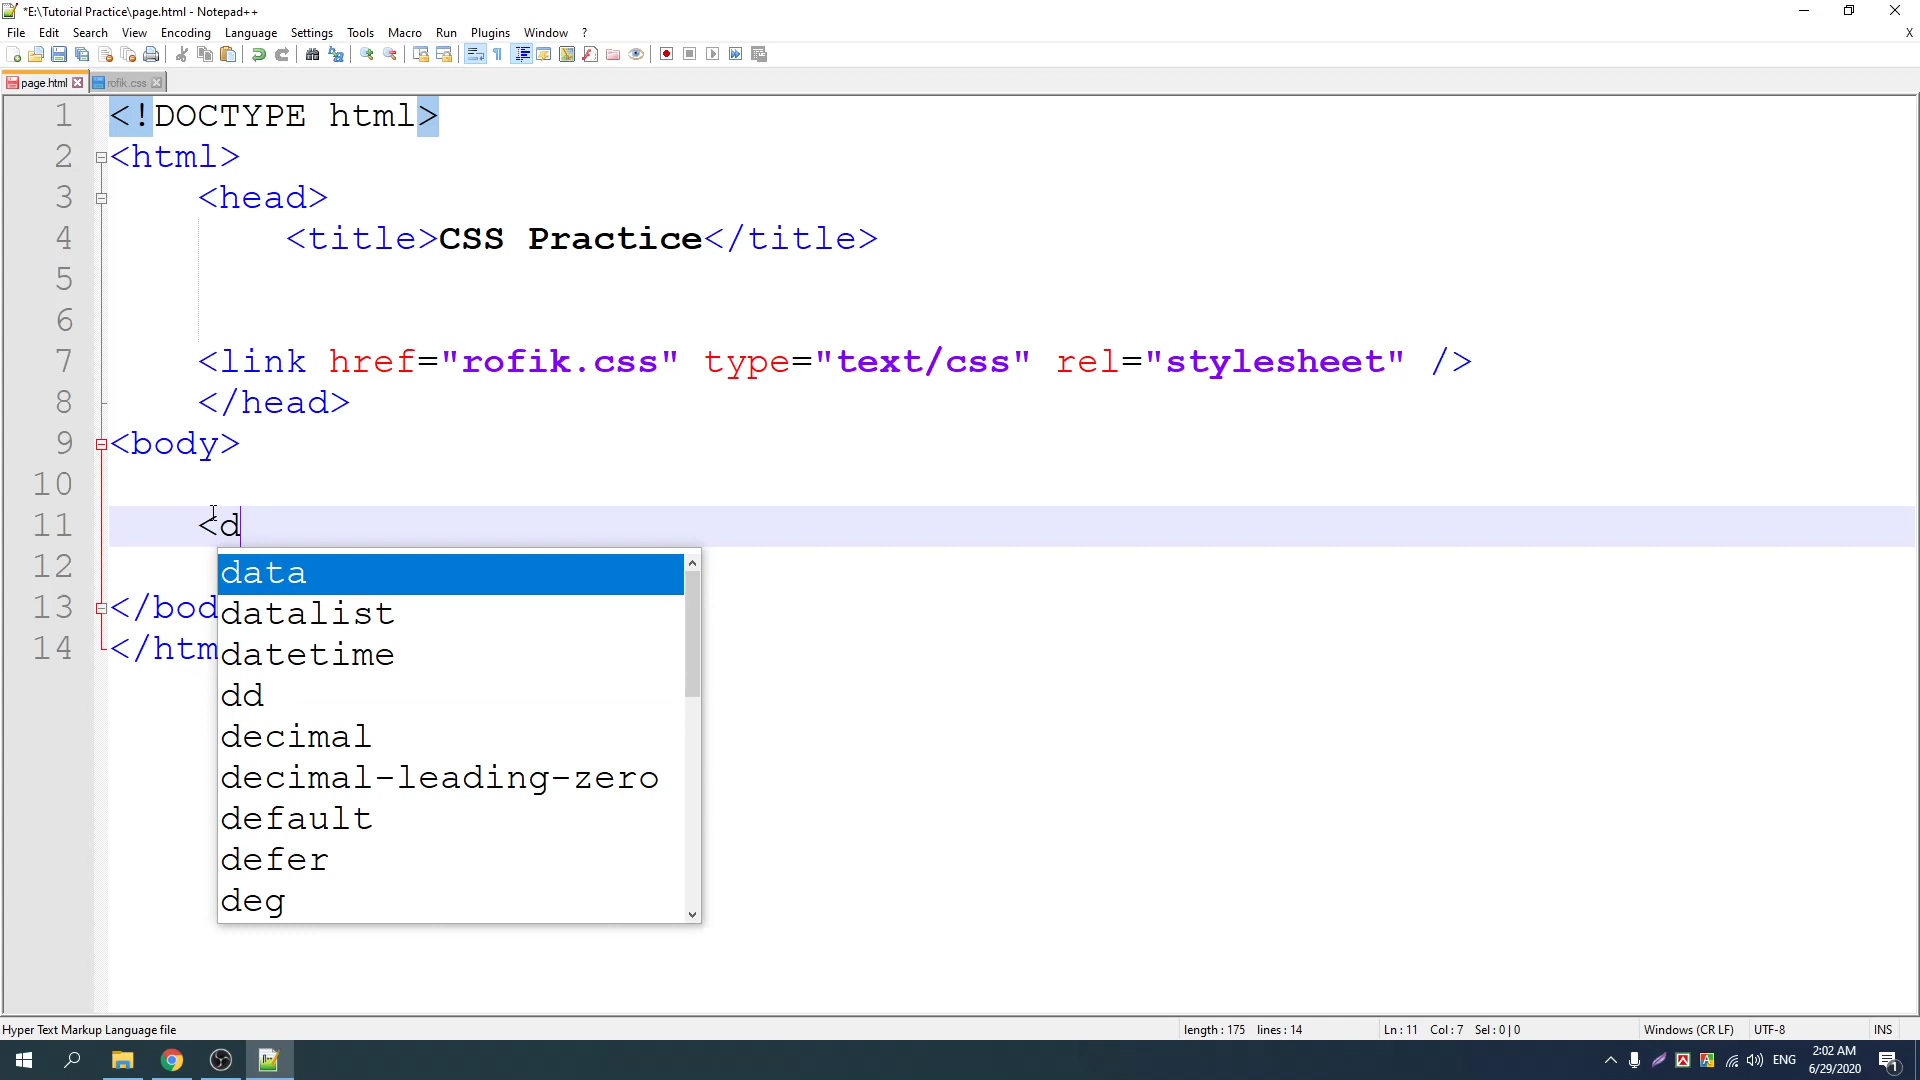 *E:\Tutorial Practice\page.html - Notepad++
File Edit Search View Encoding Language Settings Tools Macro Run Plugins Window ? X
page.html rofik.css
1 <!DOCTYPE html>
2 <html>
3 <head>
4 <title>CSS Practice</title>
5
6
7 <link href="rofik.css" type="text/css" rel="stylesheet" />
8 </head>
9 <body>
10
11 <d
12
13 </bod
14 </htm
data
datalist
datetime
dd
decimal
decimal-leading-zero
default
defer
deg
Hyper Text Markup Language file length : 175 lines : 14 Ln : 11 Col : 7 Sel : 0 | 0 Windows (CR LF) UTF-8 INS
ENG 2:02 AM 1
6/29/2020